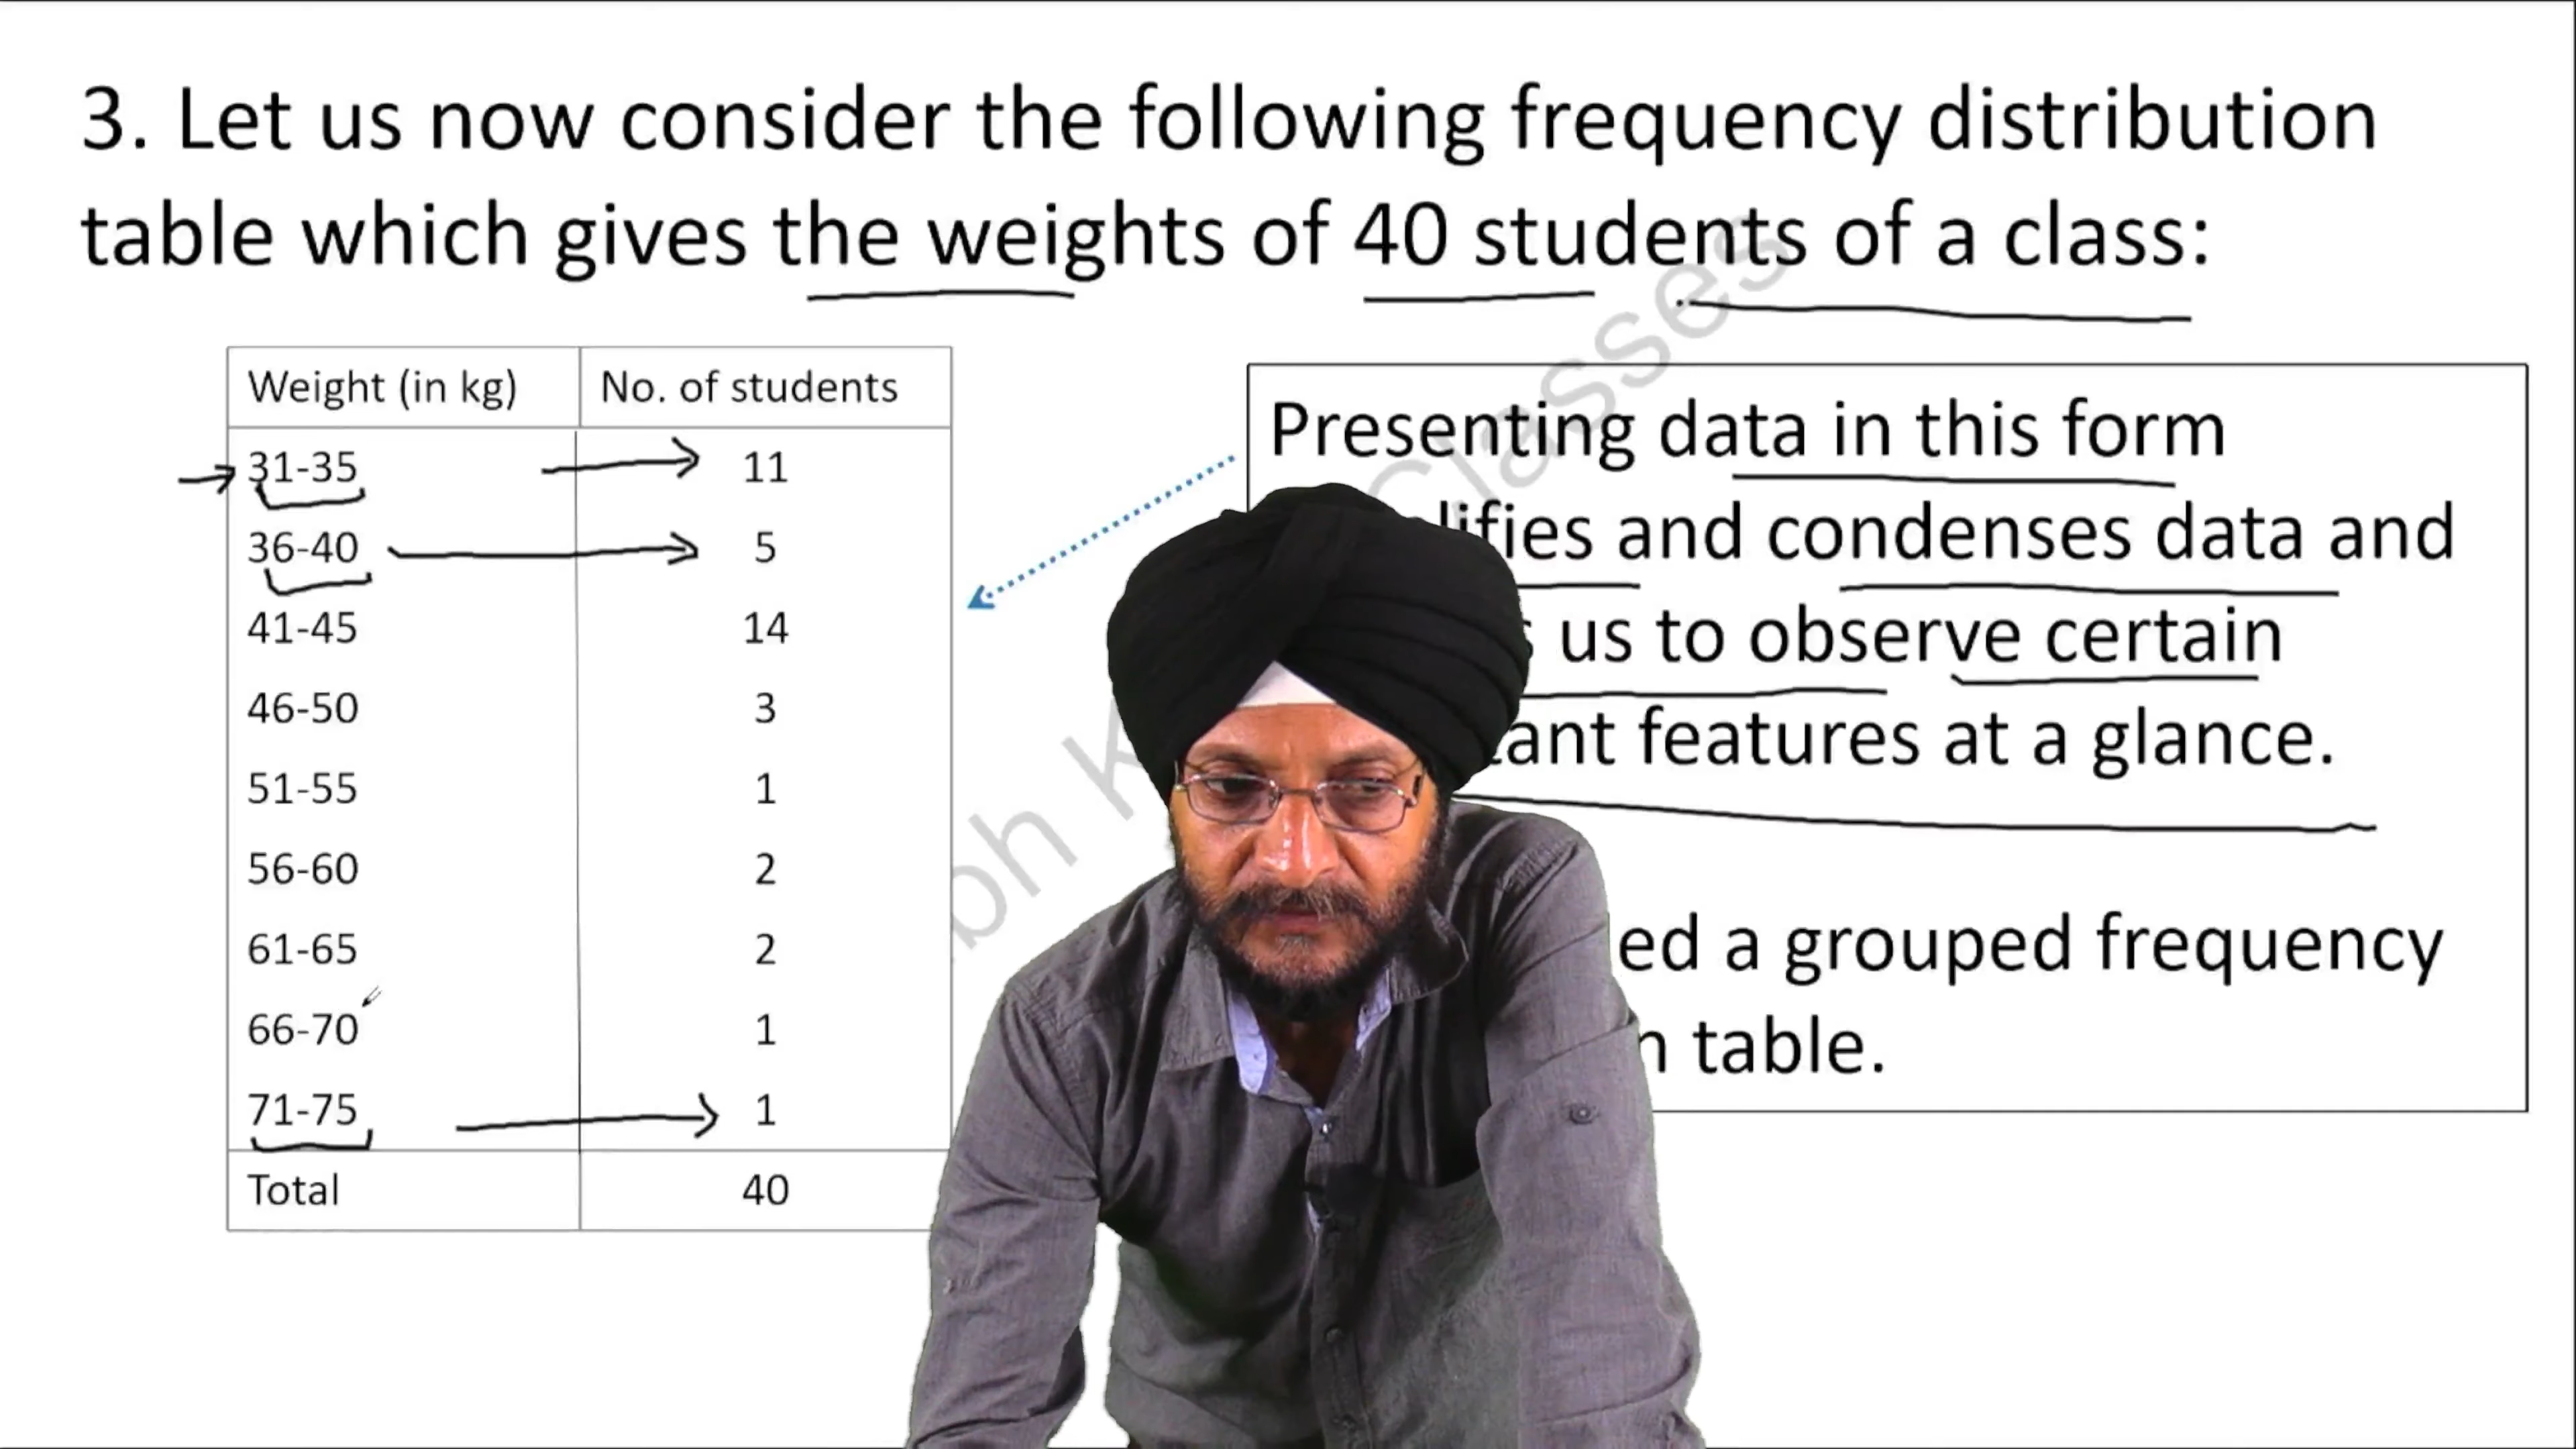 3. Let us now consider the following frequency distribution
table which gives the weights of 40 students of a class:
Weight (in kg) No. of students
31-35 11
36-40 5
41-45 14
46-50 3
51-55 1
56-60 2
61-65 2
66-70 1
71-75 1
Total 40
Presenting data in this form
and condenses data and
us to observe certain
features at a glance.
a grouped frequency
table.
Classes